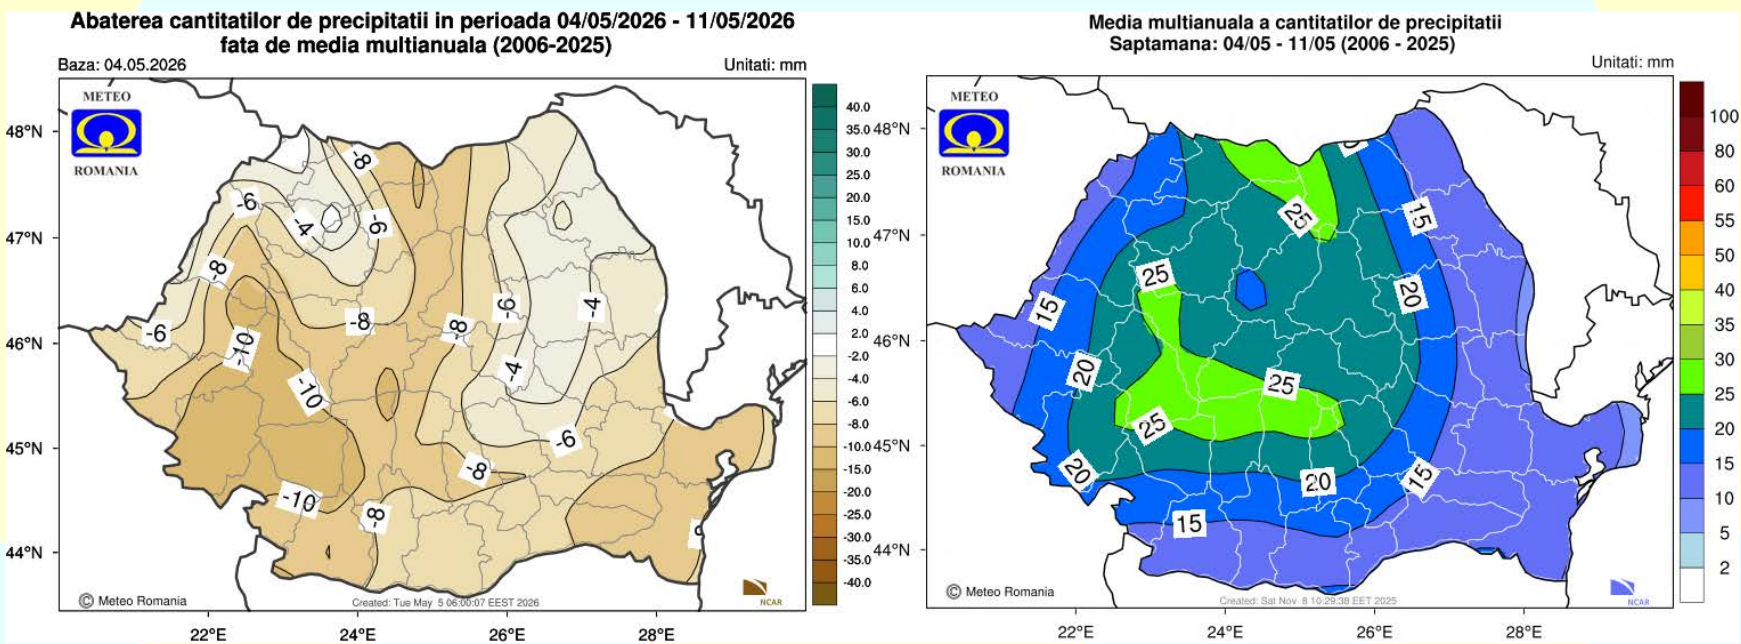 Abaterea cantitatilor de precipitatii in perioada 04/05/2026 - 11/05/2026
fata de media multianuala (2006-2025)
Baza: 04.05.2026
Unitati: mm
METEO
ROMANIA
48°N
47°N
46°N
45°N
44°N
22°E
24°E
26°E
28°E
-8
-6
-4
-6
-8
-6
-8
-8
-6
-4
-10
-4
-10
-6
-8
-10
-8
40.0
35.0
30.0
25.0
20.0
15.0
10.0
8.0
6.0
4.0
2.0
-2.0
-4.0
-6.0
-8.0
-10.0
-15.0
-20.0
-25.0
-30.0
-35.0
-40.0
© Meteo Romania
Created: Tue May 5 06:00:07 EEST 2026
NCAR
Media multianuala a cantitatilor de precipitatii
Saptamana: 04/05 - 11/05 (2006 - 2025)
Unitati: mm
METEO
ROMANIA
48°N
47°N
46°N
45°N
44°N
22°E
24°E
26°E
28°E
25
15
25
15
20
20
25
25
20
20
15
15
100
80
60
55
50
40
35
30
25
20
15
10
5
2
© Meteo Romania
Created: Sat Nov 8 10:29:38 EET 2025
NCAR